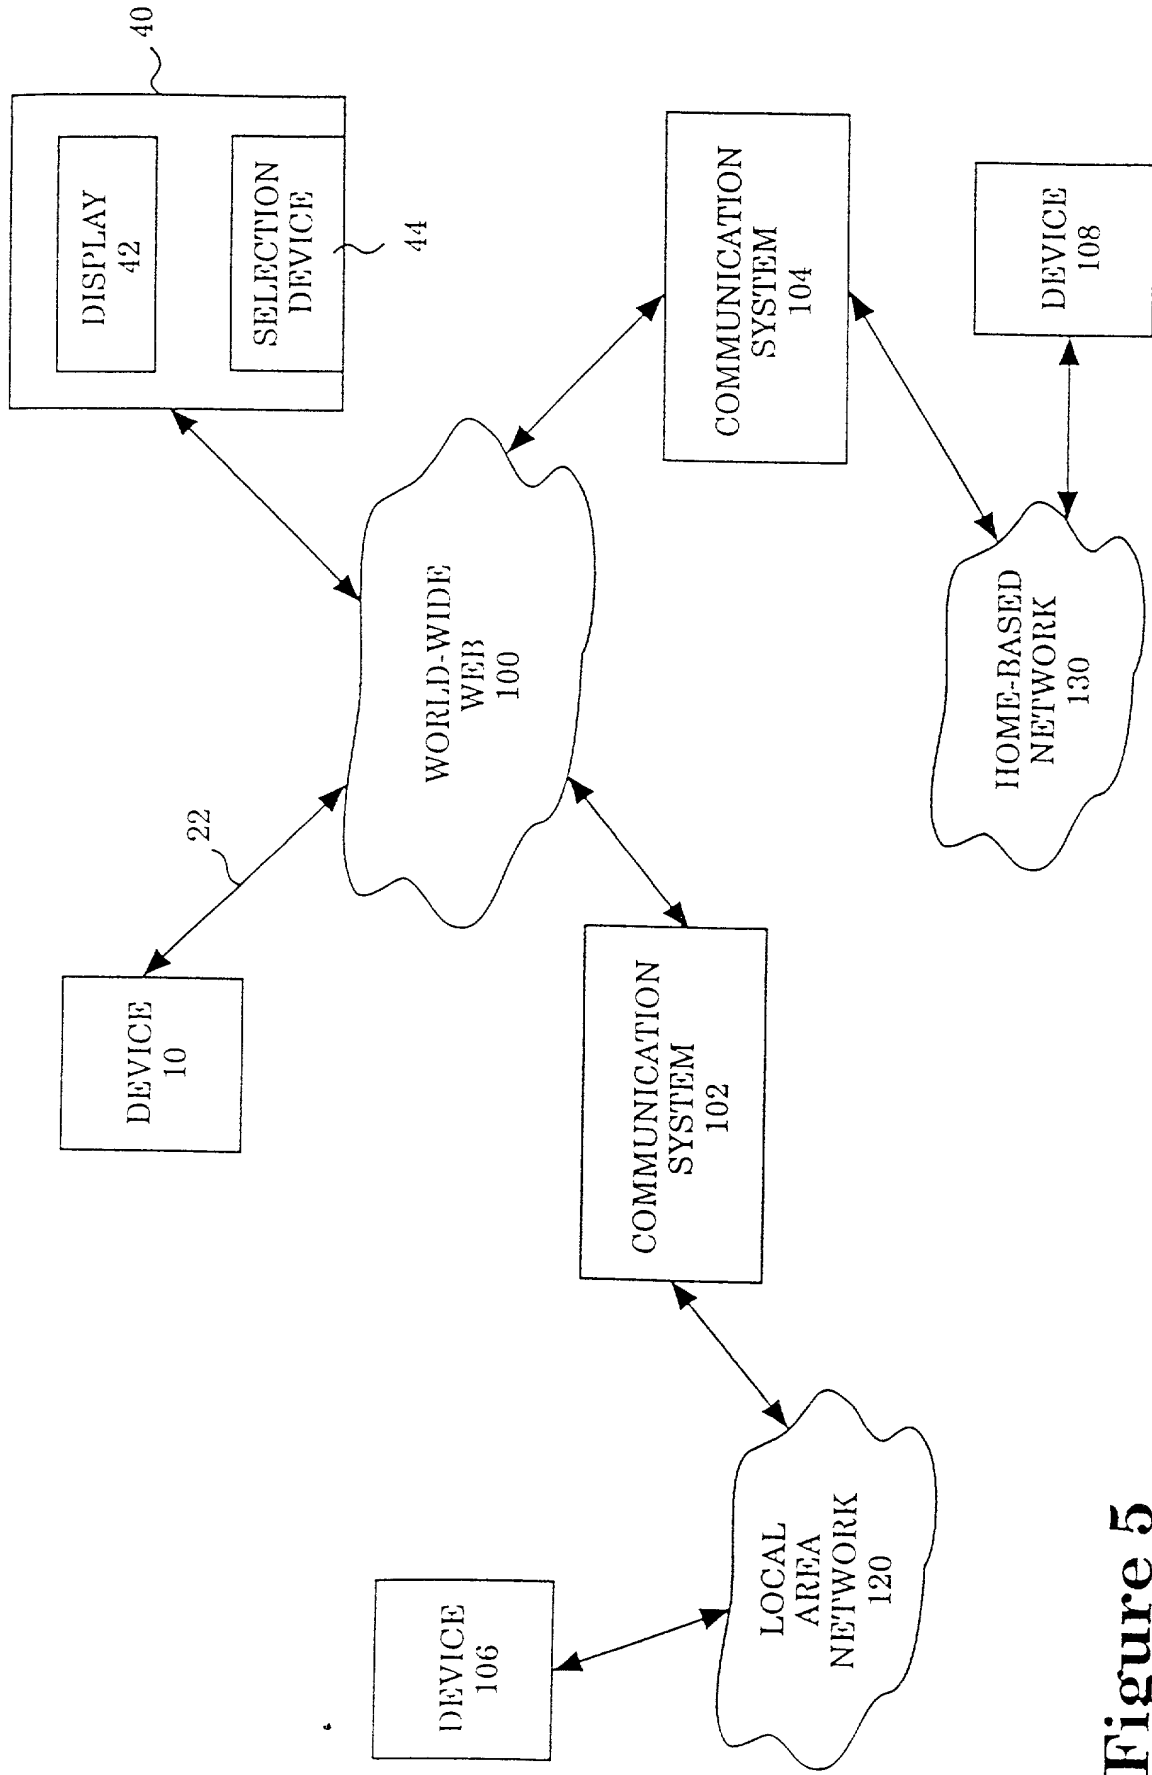 40
DISPLAY
42
SELECTION
DEVICE
44
DEVICE
10
22
WORLD-WIDE
WEB
100
COMMUNICATION
SYSTEM
104
DEVICE
108
HOME-BASED
NETWORK
130
COMMUNICATION
SYSTEM
102
LOCAL
AREA
NETWORK
120
DEVICE
106
Figure 5